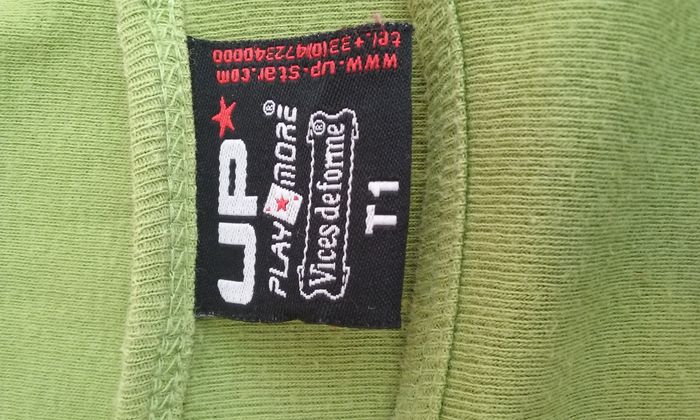 UP
PLAY MORE®
Vices de forme®
T1
www.up-star.com
tel.+33(0)472340000